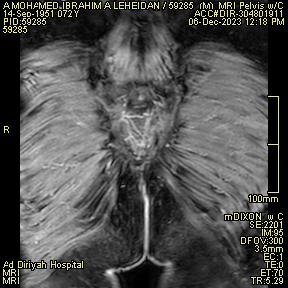 A MOHAMED,IBRAHIM A LEHEIDAN / 59285 (M) MRI Pelvis w/C
14-Sep-1951 072Y ACC#DIR-304801911
PID:59285 06-Dec-2023 12:18 PM
59285
R
100mm
mDIXON_w C
SE:2201
IM:95
DFOV:300
3.5mm
EC:1
Ad Diriyah Hospital TE:0
MRI ET:70
MRI TR:5.29